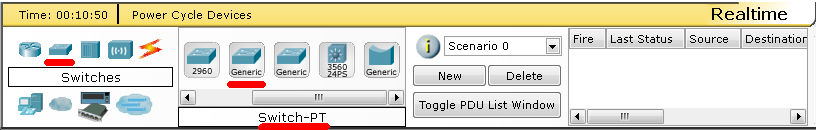 Time: 00:10:50 Power Cycle Devices Realtime
Fire Last Status Source Destination
Scenario 0
2960 Generic Generic 3560 24PS Generic
Switches
New Delete
Toggle PDU List Window
Switch-PT